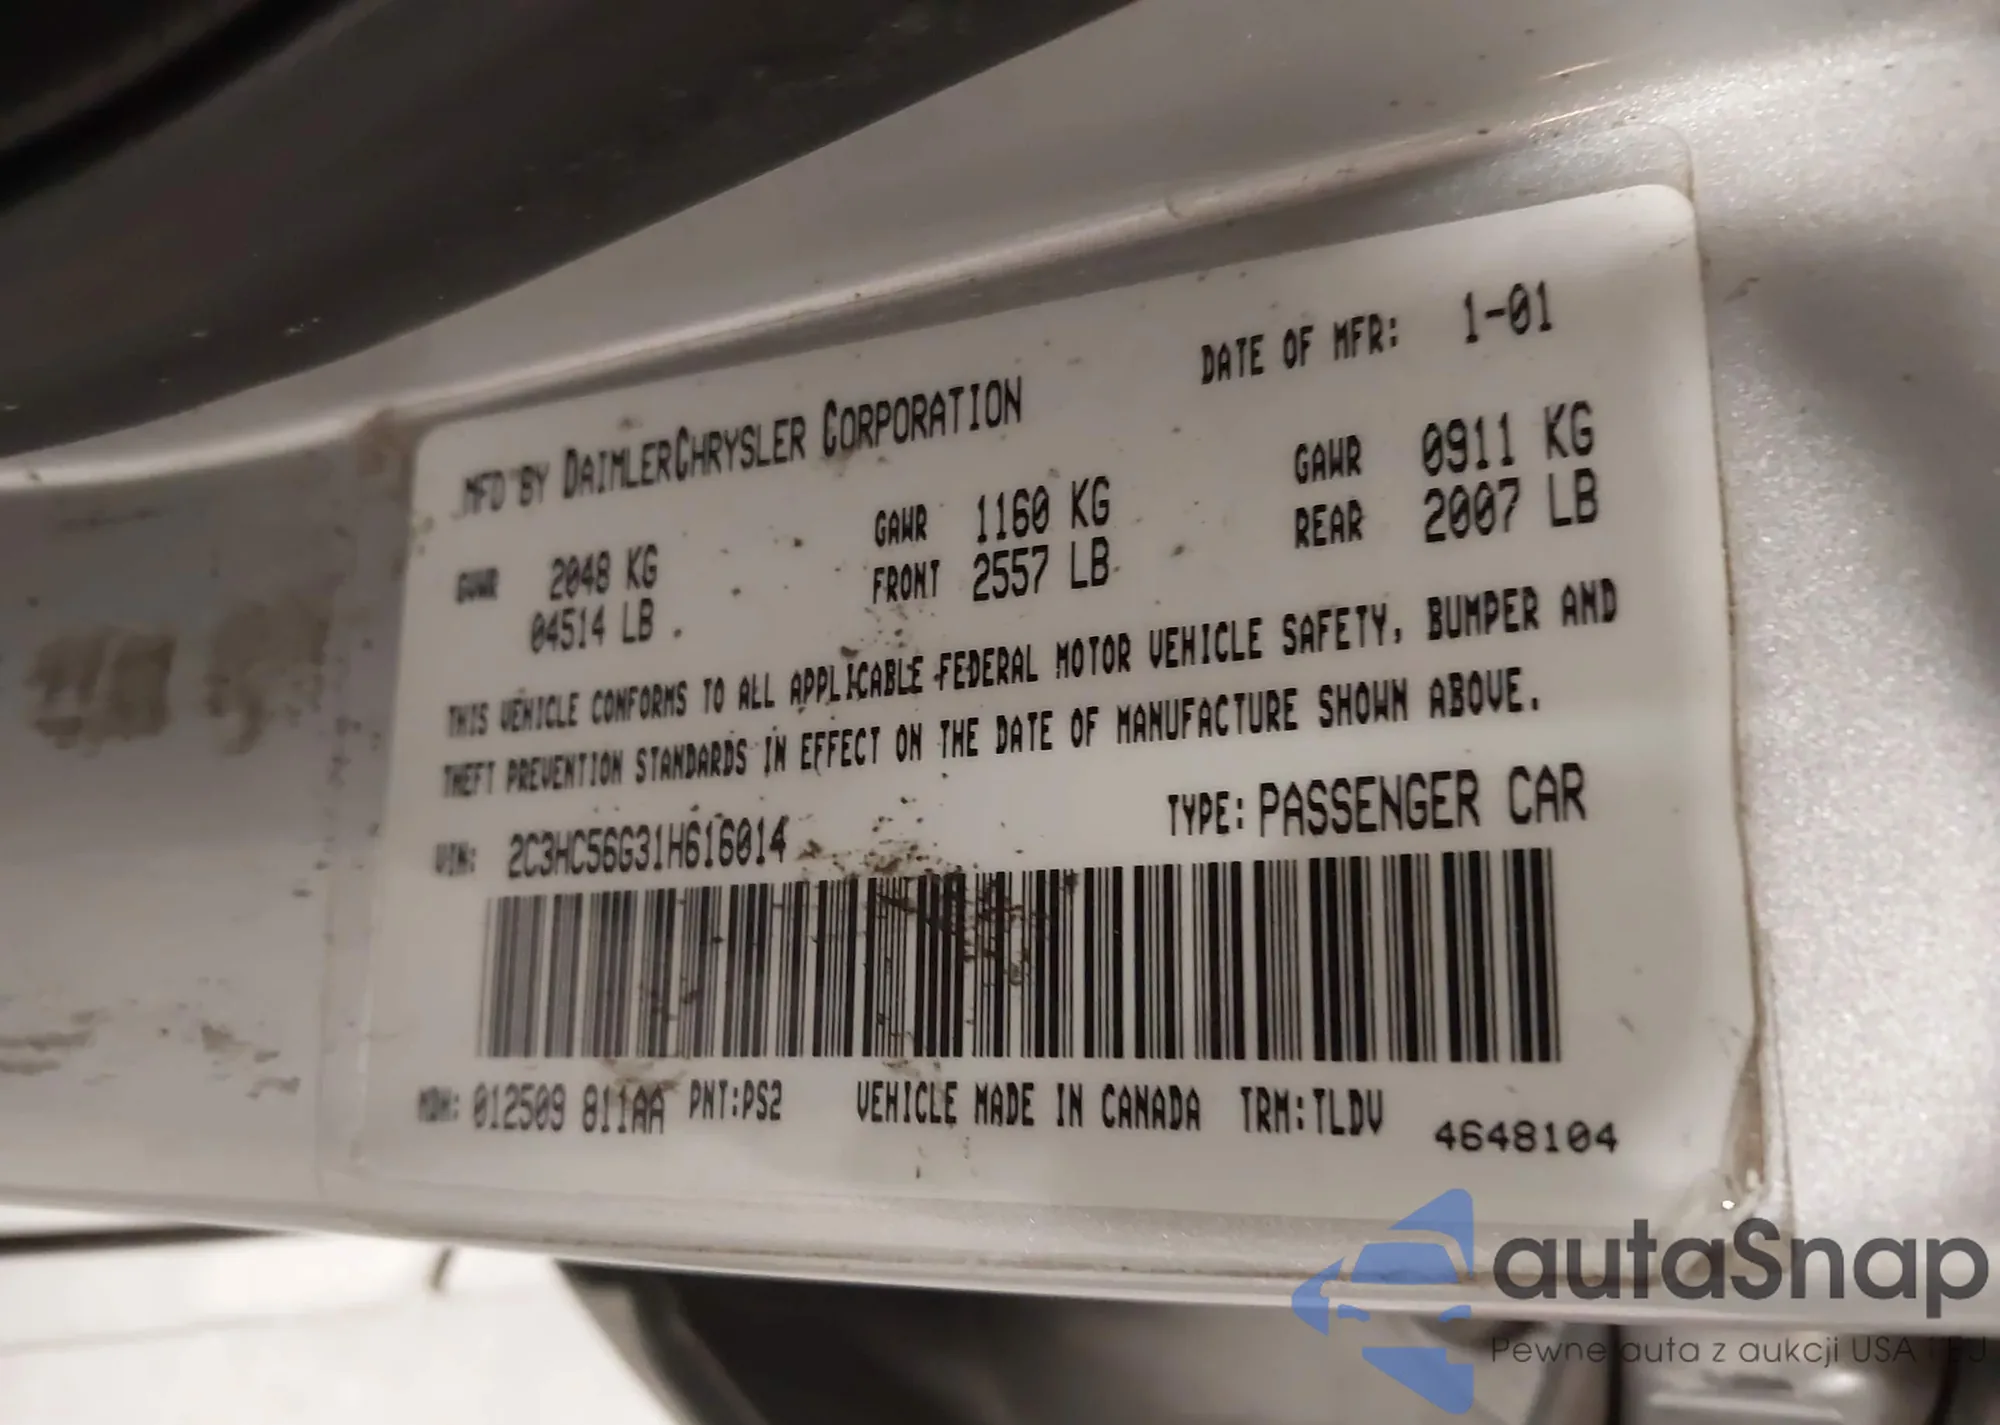 MFD BY DAIMLERCHRYSLER CORPORATION
DATE OF MFR: 1-01
GVWR 2048 KG
04514 LB
GAWR 1160 KG
FRONT 2557 LB
GAWR 0911 KG
REAR 2007 LB
THIS VEHICLE CONFORMS TO ALL APPLICABLE FEDERAL MOTOR VEHICLE SAFETY, BUMPER AND
THEFT PREVENTION STANDARDS IN EFFECT ON THE DATE OF MANUFACTURE SHOWN ABOVE.
VIN: 2C3HC56G31H616014
TYPE: PASSENGER CAR
MDH: 012509 811AA PNT:PS2 VEHICLE MADE IN CANADA TRM:TLDV
4648104
autaSnap
Pewne auta z aukcji USA i EU